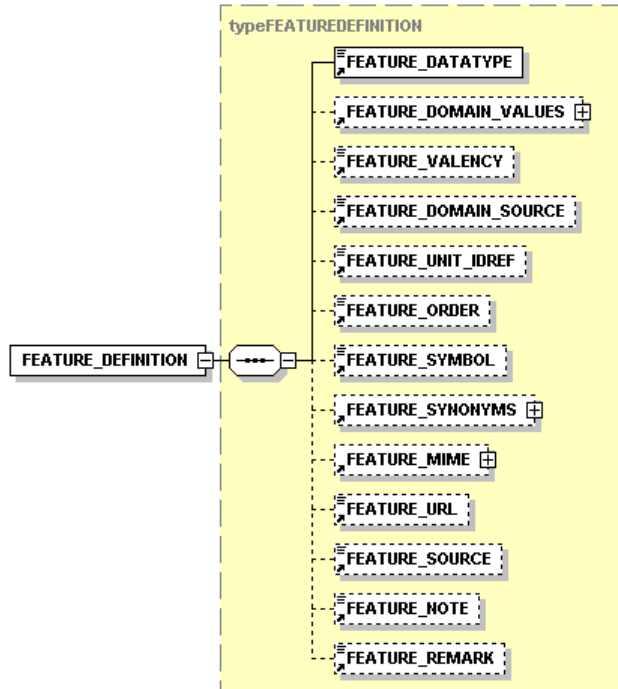 typeFEATUREDEFINITION
FEATURE_DATATYPE
FEATURE_DOMAIN_VALUES
FEATURE_VALENCY
FEATURE_DOMAIN_SOURCE
FEATURE_UNIT_IDREF
FEATURE_ORDER
FEATURE_DEFINITION
FEATURE_SYMBOL
FEATURE_SYNONYMS
FEATURE_MIME
FEATURE_URL
FEATURE_SOURCE
FEATURE_NOTE
FEATURE_REMARK